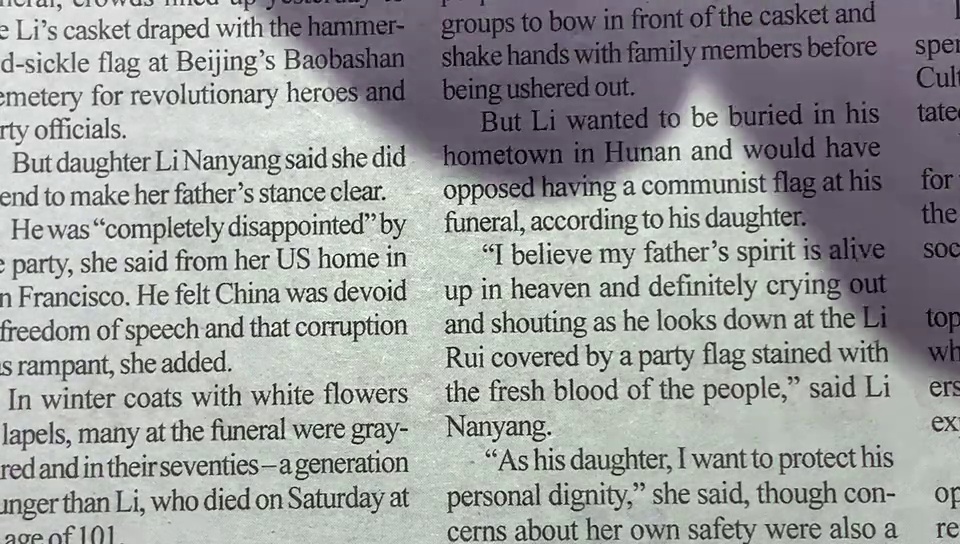 e Li's casket draped with the hammer-
d-sickle flag at Beijing's Baobashan
emetery for revolutionary heroes and
rty officials.
But daughter Li Nanyang said she did
end to make her father's stance clear.
He was “completely disappointed” by
e party, she said from her US home in
n Francisco. He felt China was devoid
freedom of speech and that corruption
s rampant, she added.
In winter coats with white flowers
lapels, many at the funeral were gray-
red and in their seventies – a generation
unger than Li, who died on Saturday at
age of 101.
groups to bow in front of the casket and
shake hands with family members before
being ushered out.
But Li wanted to be buried in his
hometown in Hunan and would have
opposed having a communist flag at his
funeral, according to his daughter.
“I believe my father's spirit is alive
up in heaven and definitely crying out
and shouting as he looks down at the Li
Rui covered by a party flag stained with
the fresh blood of the people,” said Li
Nanyang.
“As his daughter, I want to protect his
personal dignity,” she said, though con-
cerns about her own safety were also a
spe
Cul
tate
for
the
soc
top
wh
ers
ex
op
re